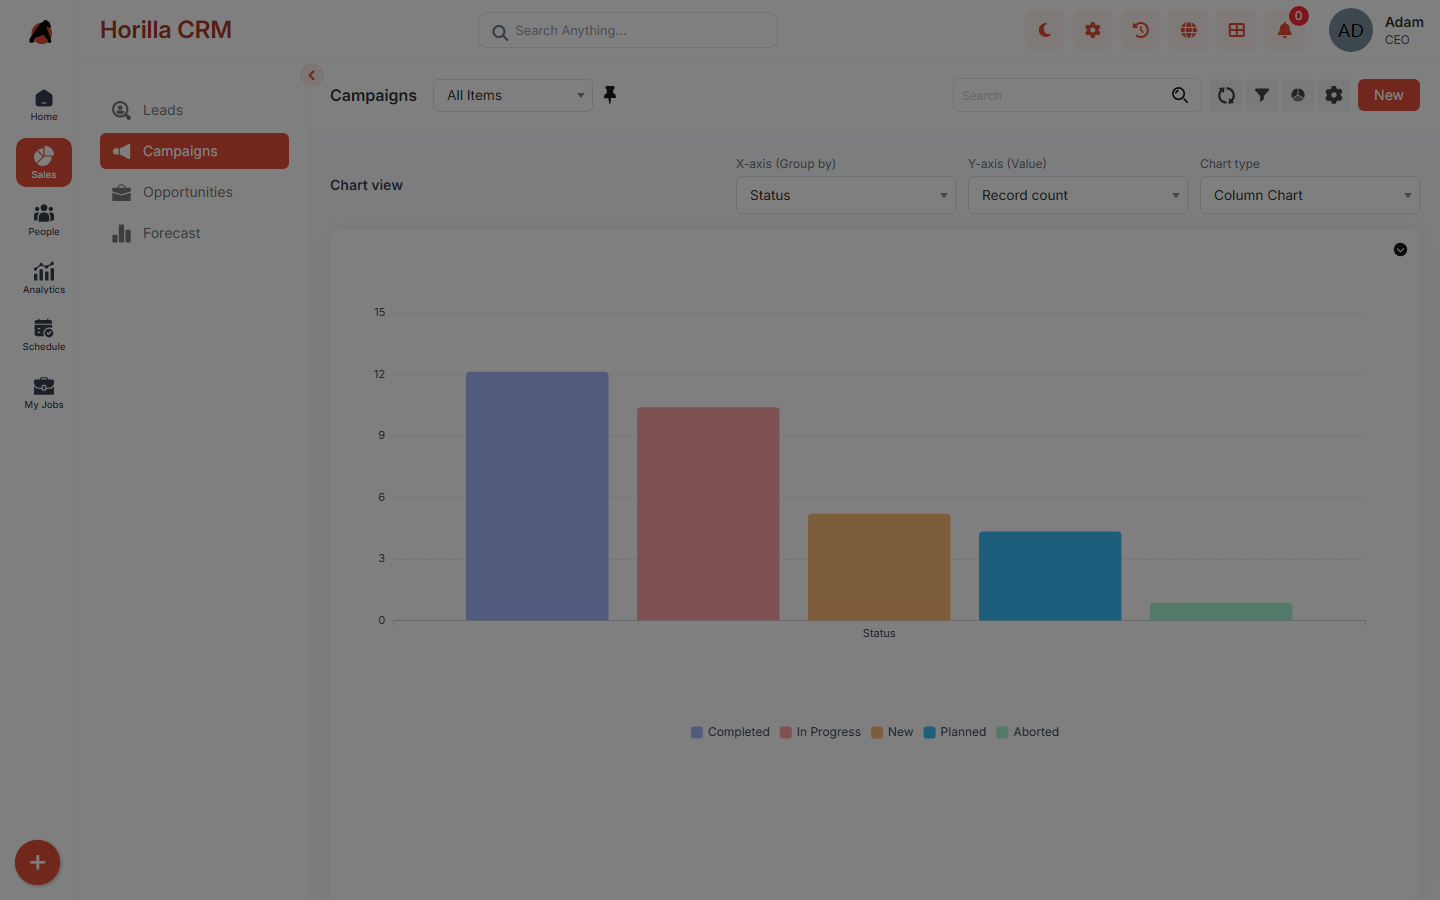 Horilla CRM
Search Anything...
0
AD
Adam
CEO
Home
Sales
People
Analytics
Schedule
My Jobs
Leads
Campaigns
Opportunities
Forecast
Campaigns
All Items
Search
New
Chart view
X-axis (Group by)
Status
Y-axis (Value)
Record count
Chart type
Column Chart
15
12
9
6
3
0
Status
Completed
In Progress
New
Planned
Aborted